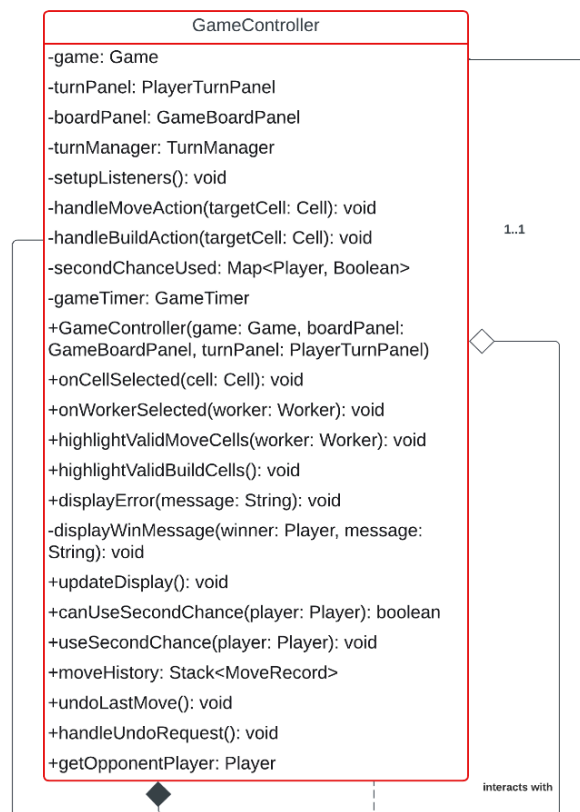 GameController
-game: Game
-turnPanel: PlayerTurnPanel
-boardPanel: GameBoardPanel
-turnManager: TurnManager
-setupListeners(): void
-handleMoveAction(targetCell: Cell): void
-handleBuildAction(targetCell: Cell): void
-secondChanceUsed: Map<Player, Boolean>
-gameTimer: GameTimer
+GameController(game: Game, boardPanel:
GameBoardPanel, turnPanel: PlayerTurnPanel)
+onCellSelected(cell: Cell): void
+onWorkerSelected(worker: Worker): void
+highlightValidMoveCells(worker: Worker): void
+highlightValidBuildCells(): void
+displayError(message: String): void
-displayWinMessage(winner: Player, message:
String): void
+updateDisplay(): void
+canUseSecondChance(player: Player): boolean
+useSecondChance(player: Player): void
+moveHistory: Stack<MoveRecord>
+undoLastMove(): void
+handleUndoRequest(): void
+getOpponentPlayer: Player
1..1
interacts with